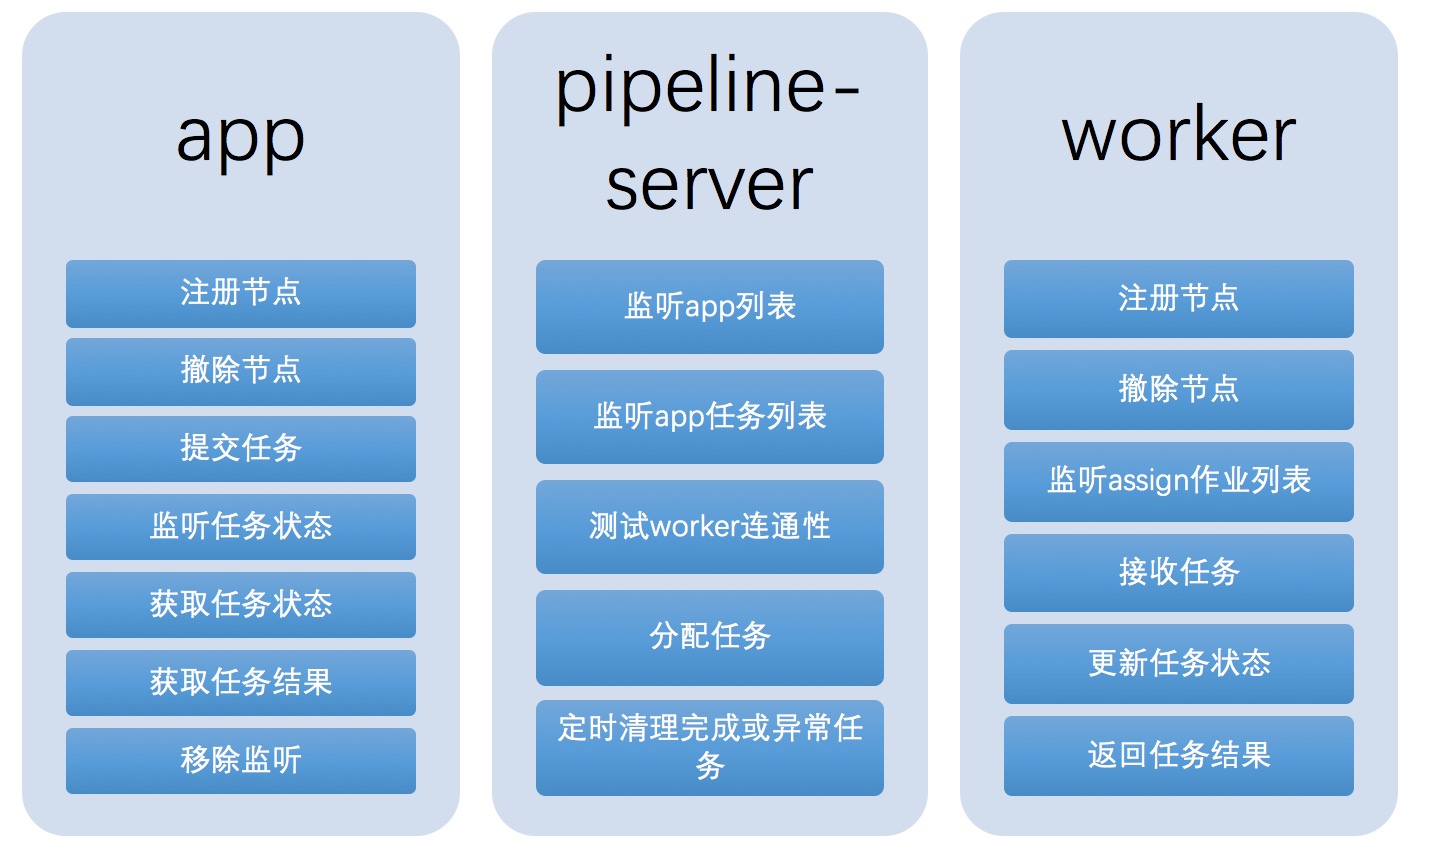 app
注册节点
撤除节点
提交任务
监听任务状态
获取任务状态
获取任务结果
移除监听
pipeline-
server
监听app列表
监听app任务列表
测试worker连通性
分配任务
定时清理完成或异常任
务
worker
注册节点
撤除节点
监听assign作业列表
接收任务
更新任务状态
返回任务结果